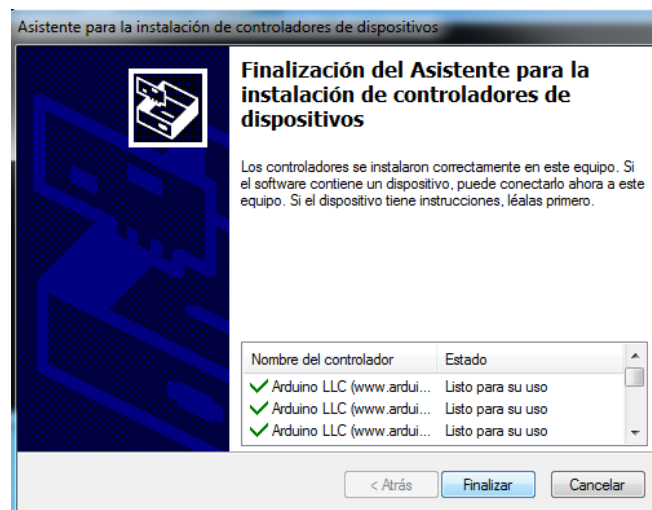 Asistente para la instalación de controladores de dispositivos
Finalización del Asistente para la
instalación de controladores de
dispositivos
Los controladores se instalaron correctamente en este equipo. Si
el software contiene un dispositivo, puede conectarlo ahora a este
equipo. Si el dispositivo tiene instrucciones, léalas primero.
Nombre del controlador Estado
Arduino LLC (www.ardui... Listo para su uso
Arduino LLC (www.ardui... Listo para su uso
Arduino LLC (www.ardui... Listo para su uso
< Atrás Finalizar Cancelar